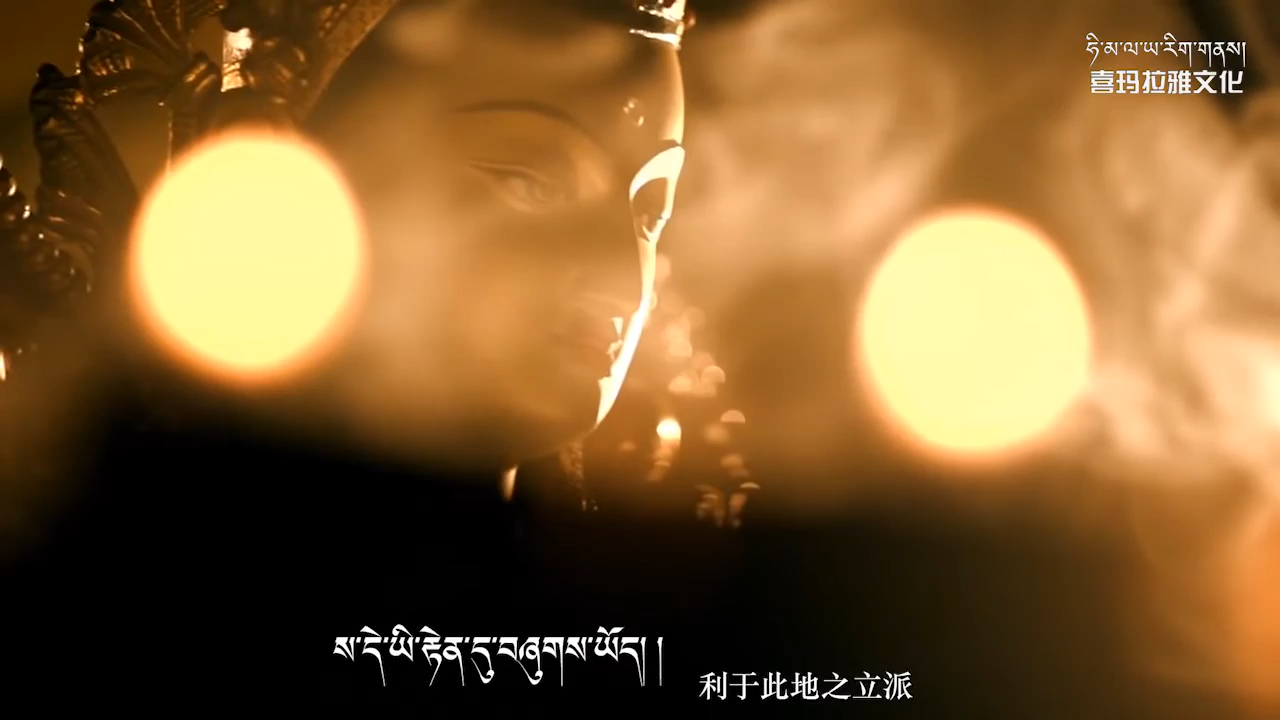 ཧི་མ་ལ་ཡ་རིག་གནས།
喜玛拉雅文化
ས་དེ་ཡི་རྟེན་དུ་བཞུགས་ཡོད། །
利于此地之立派